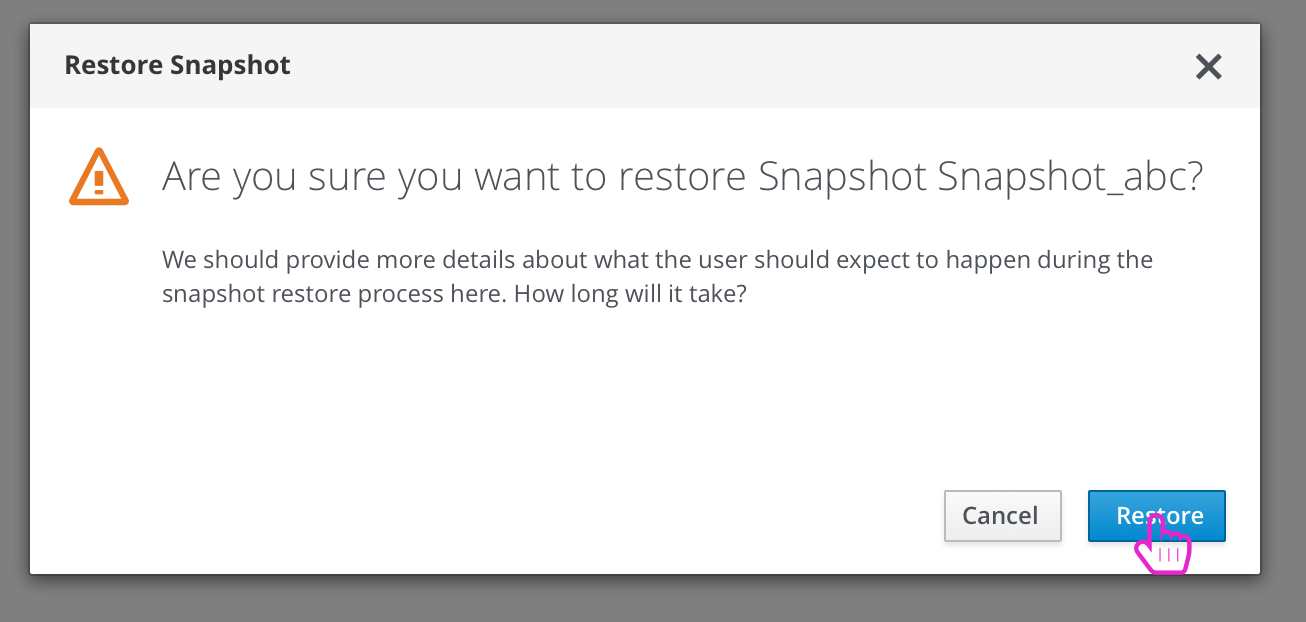 Restore Snapshot
Are you sure you want to restore Snapshot Snapshot_abc?
We should provide more details about what the user should expect to happen during the
snapshot restore process here. How long will it take?
Cancel
Restore